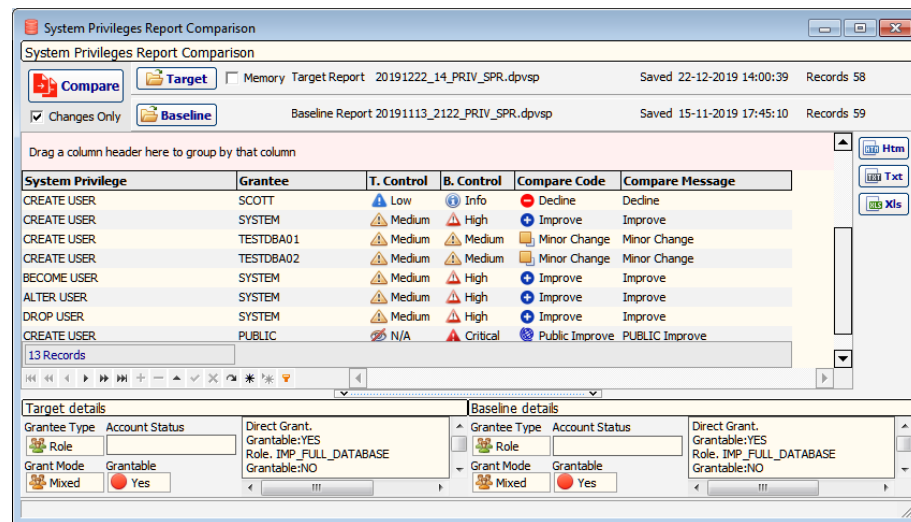 System Privileges Report Comparison
System Privileges Report Comparison
Compare
Target
Memory Target Report 20191222_14_PRIV_SPR.dpvsp Saved 22-12-2019 14:00:39 Records 58
Changes Only
Baseline
Baseline Report 20191113_2122_PRIV_SPR.dpvsp Saved 15-11-2019 17:45:10 Records 59
Drag a column header here to group by that column
Htm
Txt
Xls
System Privilege Grantee T. Control B. Control Compare Code Compare Message
CREATE USER SCOTT Low Info Decline Decline
CREATE USER SYSTEM Medium High Improve Improve
CREATE USER TESTDBA01 Medium Medium Minor Change Minor Change
CREATE USER TESTDBA02 Medium Medium Minor Change Minor Change
BECOME USER SYSTEM Medium High Improve Improve
ALTER USER SYSTEM Medium High Improve Improve
DROP USER SYSTEM Medium High Improve Improve
CREATE USER PUBLIC N/A Critical Public Improve PUBLIC Improve
13 Records
Target details
Grantee Type Account Status
Role
Grant Mode Grantable
Mixed Yes
Direct Grant.
Grantable:YES
Role. IMP_FULL_DATABASE
Grantable:NO
Baseline details
Grantee Type Account Status
Role
Grant Mode Grantable
Mixed Yes
Direct Grant.
Grantable:YES
Role. IMP_FULL_DATABASE
Grantable:NO